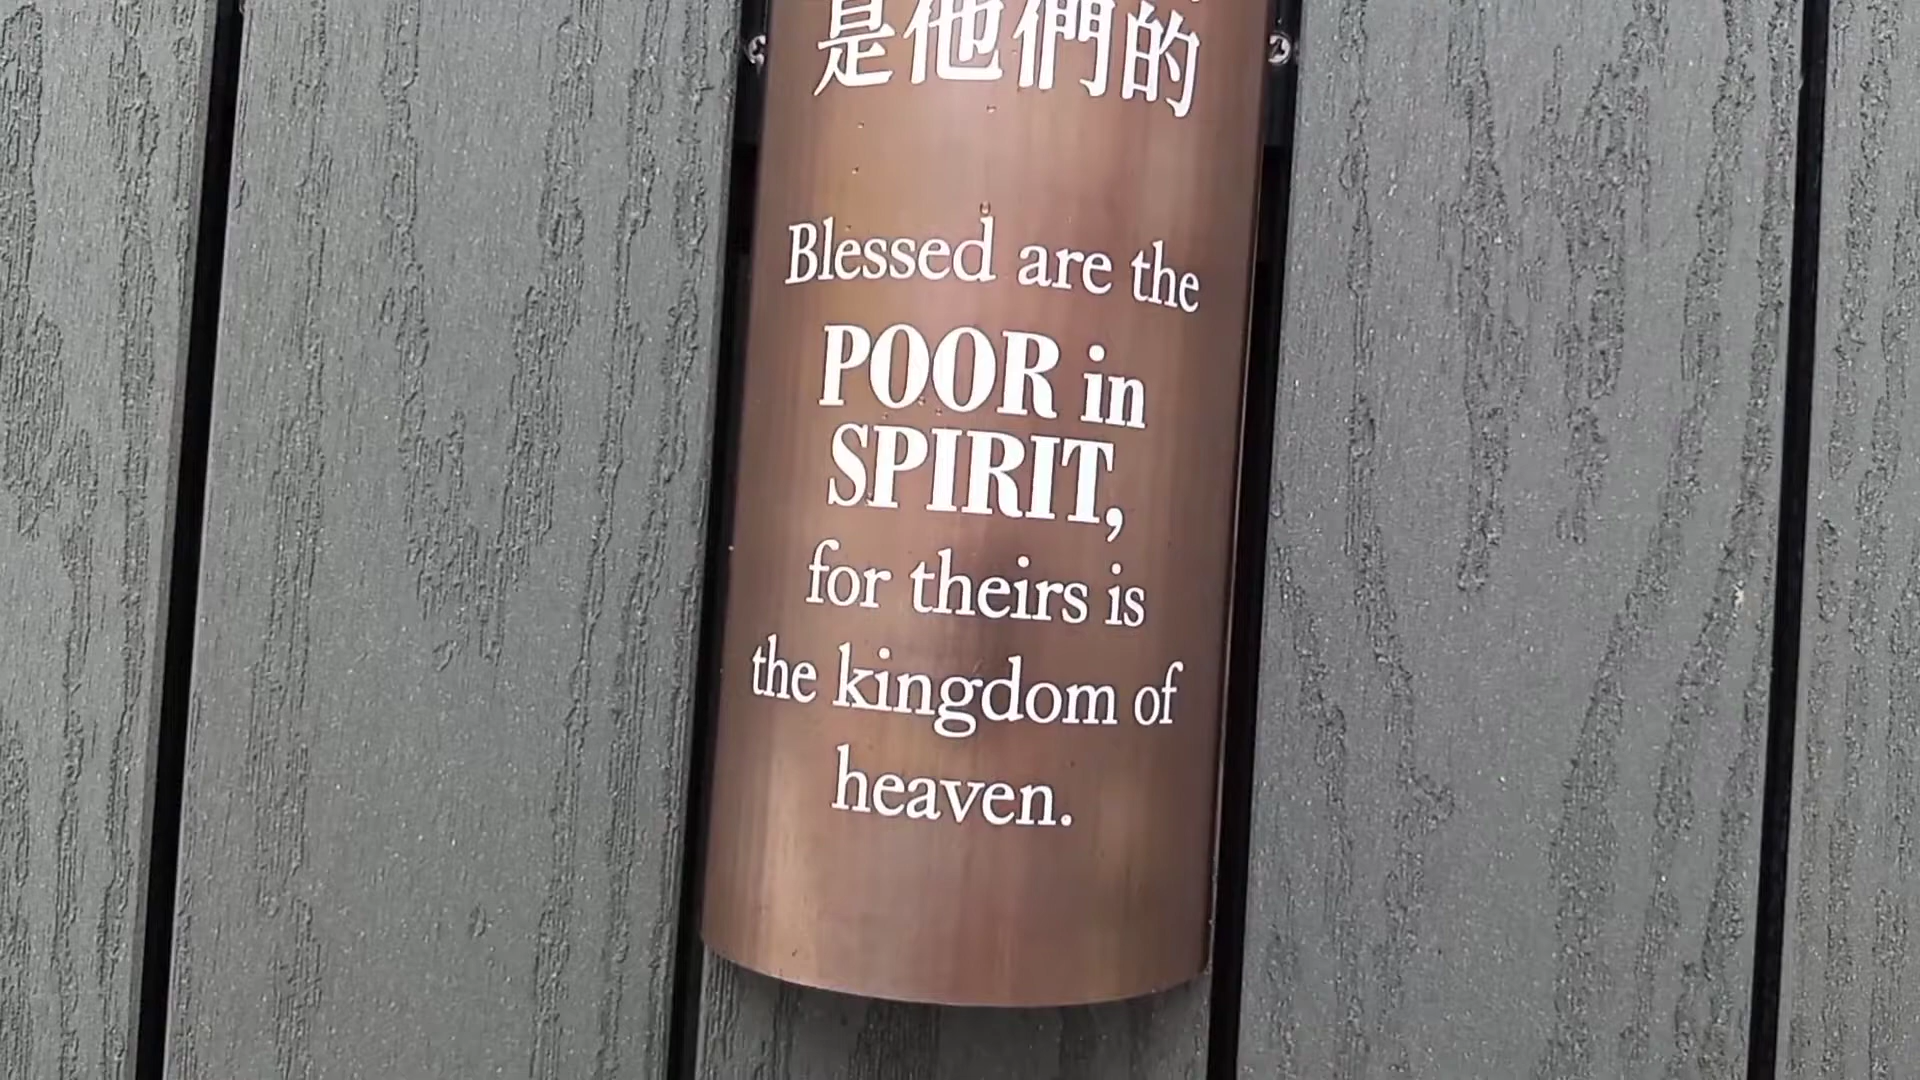 是他們的
Blessed are the
POOR in
SPIRIT,
for theirs is
the kingdom of
heaven.